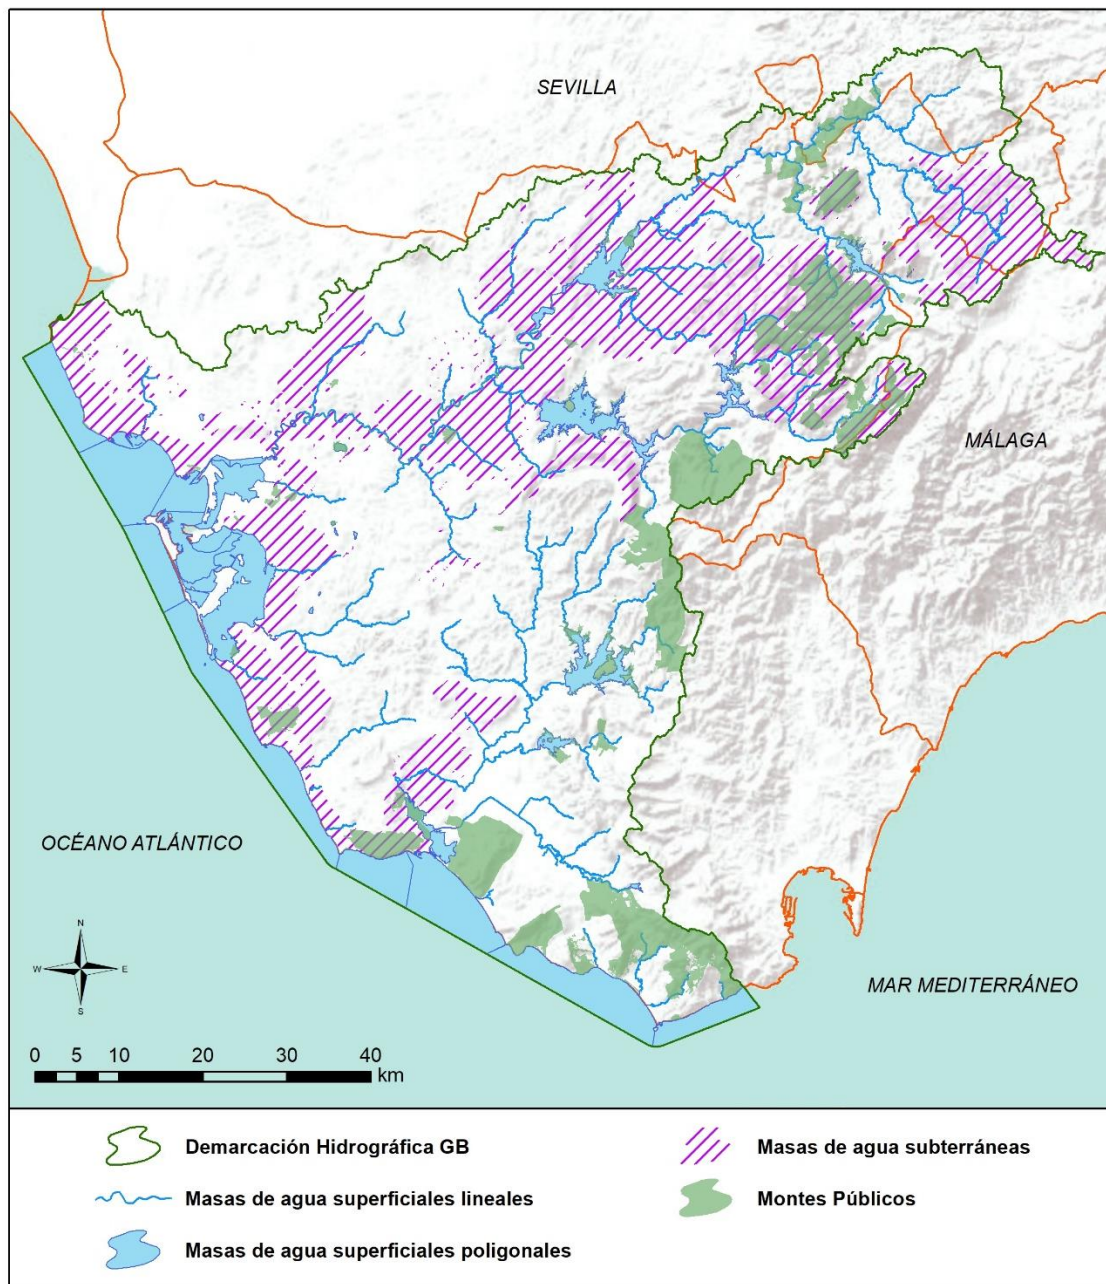 SEVILLA
MÁLAGA
OCÉANO ATLÁNTICO
N
W E
S
MAR MEDITERRÁNEO
0 5 10 20 30 40
km
Demarcación Hidrográfica GB
Masas de agua subterráneas
Masas de agua superficiales lineales
Montes Públicos
Masas de agua superficiales poligonales